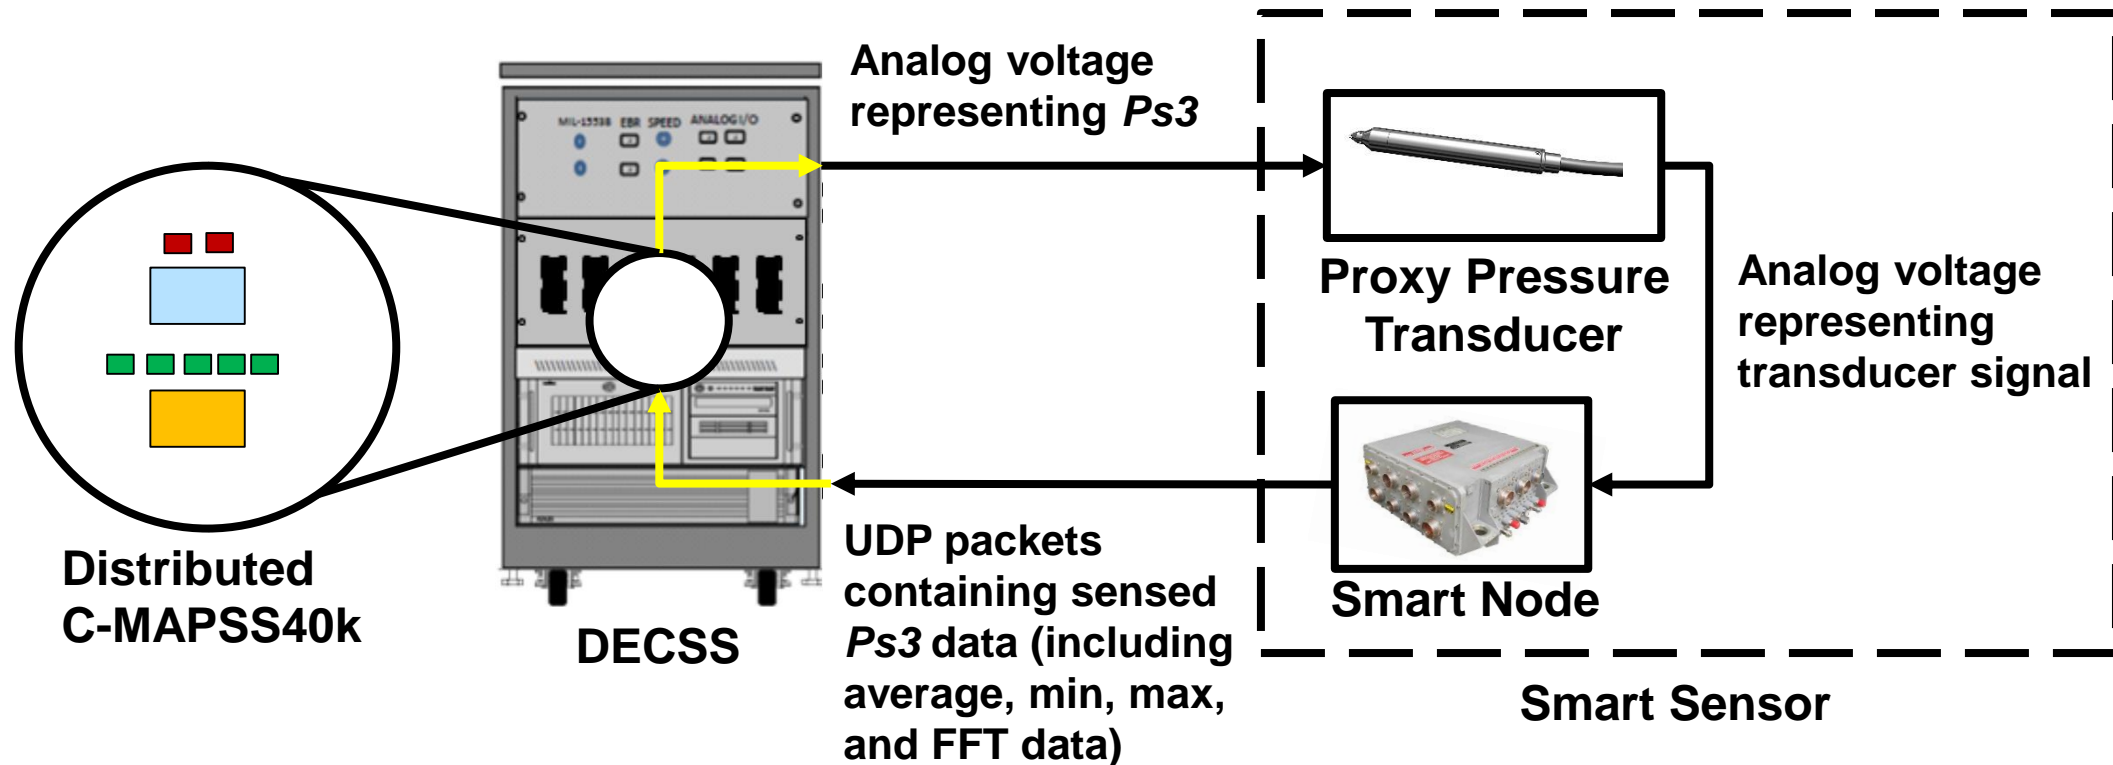 Analog voltage
representing Ps3
MIL-1553B EBR SPEED ANALOG I/O
Proxy Pressure
Transducer
Analog voltage
representing
transducer signal
Distributed
C-MAPSS40k
DECSS
UDP packets
containing sensed
Ps3 data (including
average, min, max,
and FFT data)
Smart Node
Smart Sensor